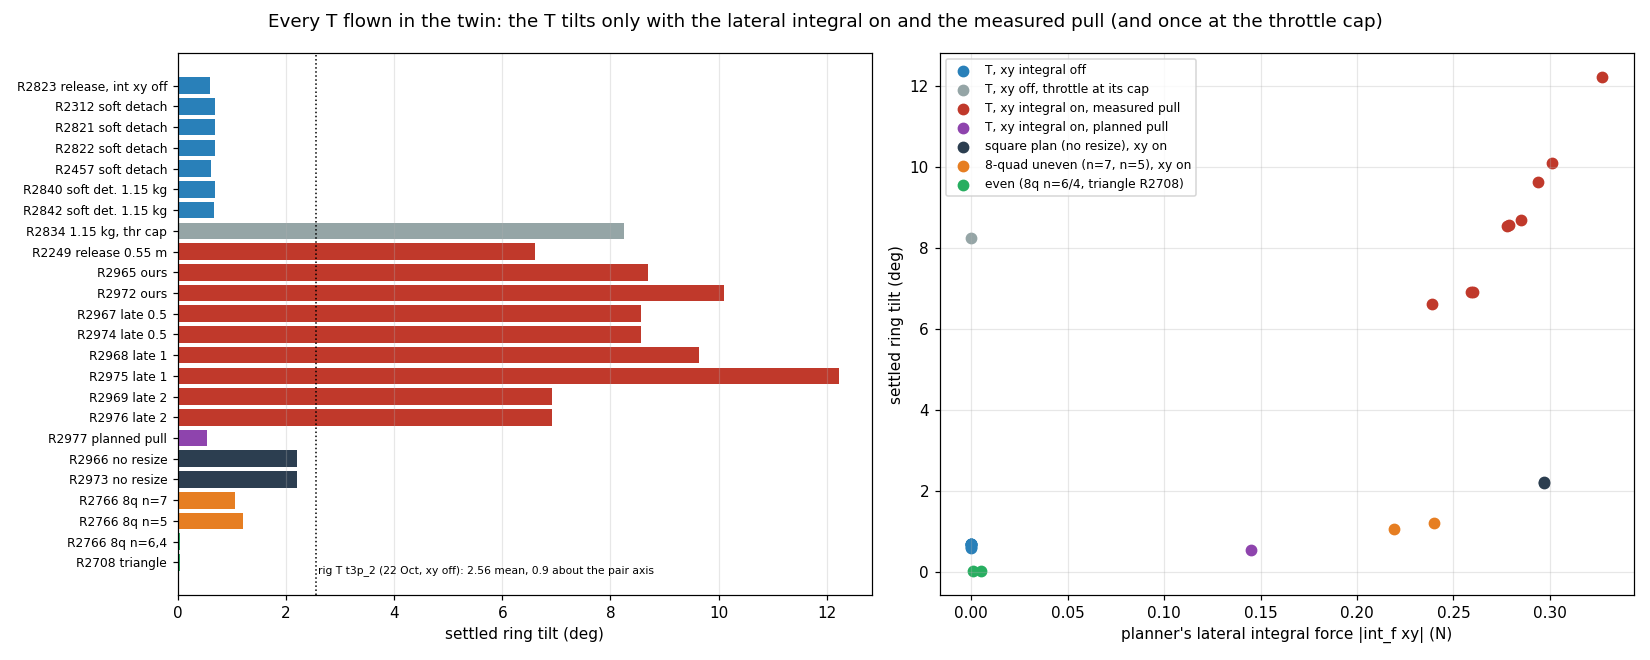 Every T flown in the twin: the T tilts only with the lateral integral on and the measured pull (and once at the throttle cap)
R2823 release, int xy off
R2312 soft detach
R2821 soft detach
R2822 soft detach
R2457 soft detach
R2840 soft det. 1.15 kg
R2842 soft det. 1.15 kg
R2834 1.15 kg, thr cap
R2249 release 0.55 m
R2965 ours
R2972 ours
R2967 late 0.5
R2974 late 0.5
R2968 late 1
R2975 late 1
R2969 late 2
R2976 late 2
R2977 planned pull
R2966 no resize
R2973 no resize
R2766 8q n=7
R2766 8q n=5
R2766 8q n=6,4
R2708 triangle
rig T t3p_2 (22 Oct, xy off): 2.56 mean, 0.9 about the pair axis
0 2 4 6 8 10 12
settled ring tilt (deg)
T, xy integral off
T, xy off, throttle at its cap
T, xy integral on, measured pull
T, xy integral on, planned pull
square plan (no resize), xy on
8-quad uneven (n=7, n=5), xy on
even (8q n=6/4, triangle R2708)
12
10
8
6
4
2
0
settled ring tilt (deg)
0.00 0.05 0.10 0.15 0.20 0.25 0.30
planner's lateral integral force |int_f xy| (N)